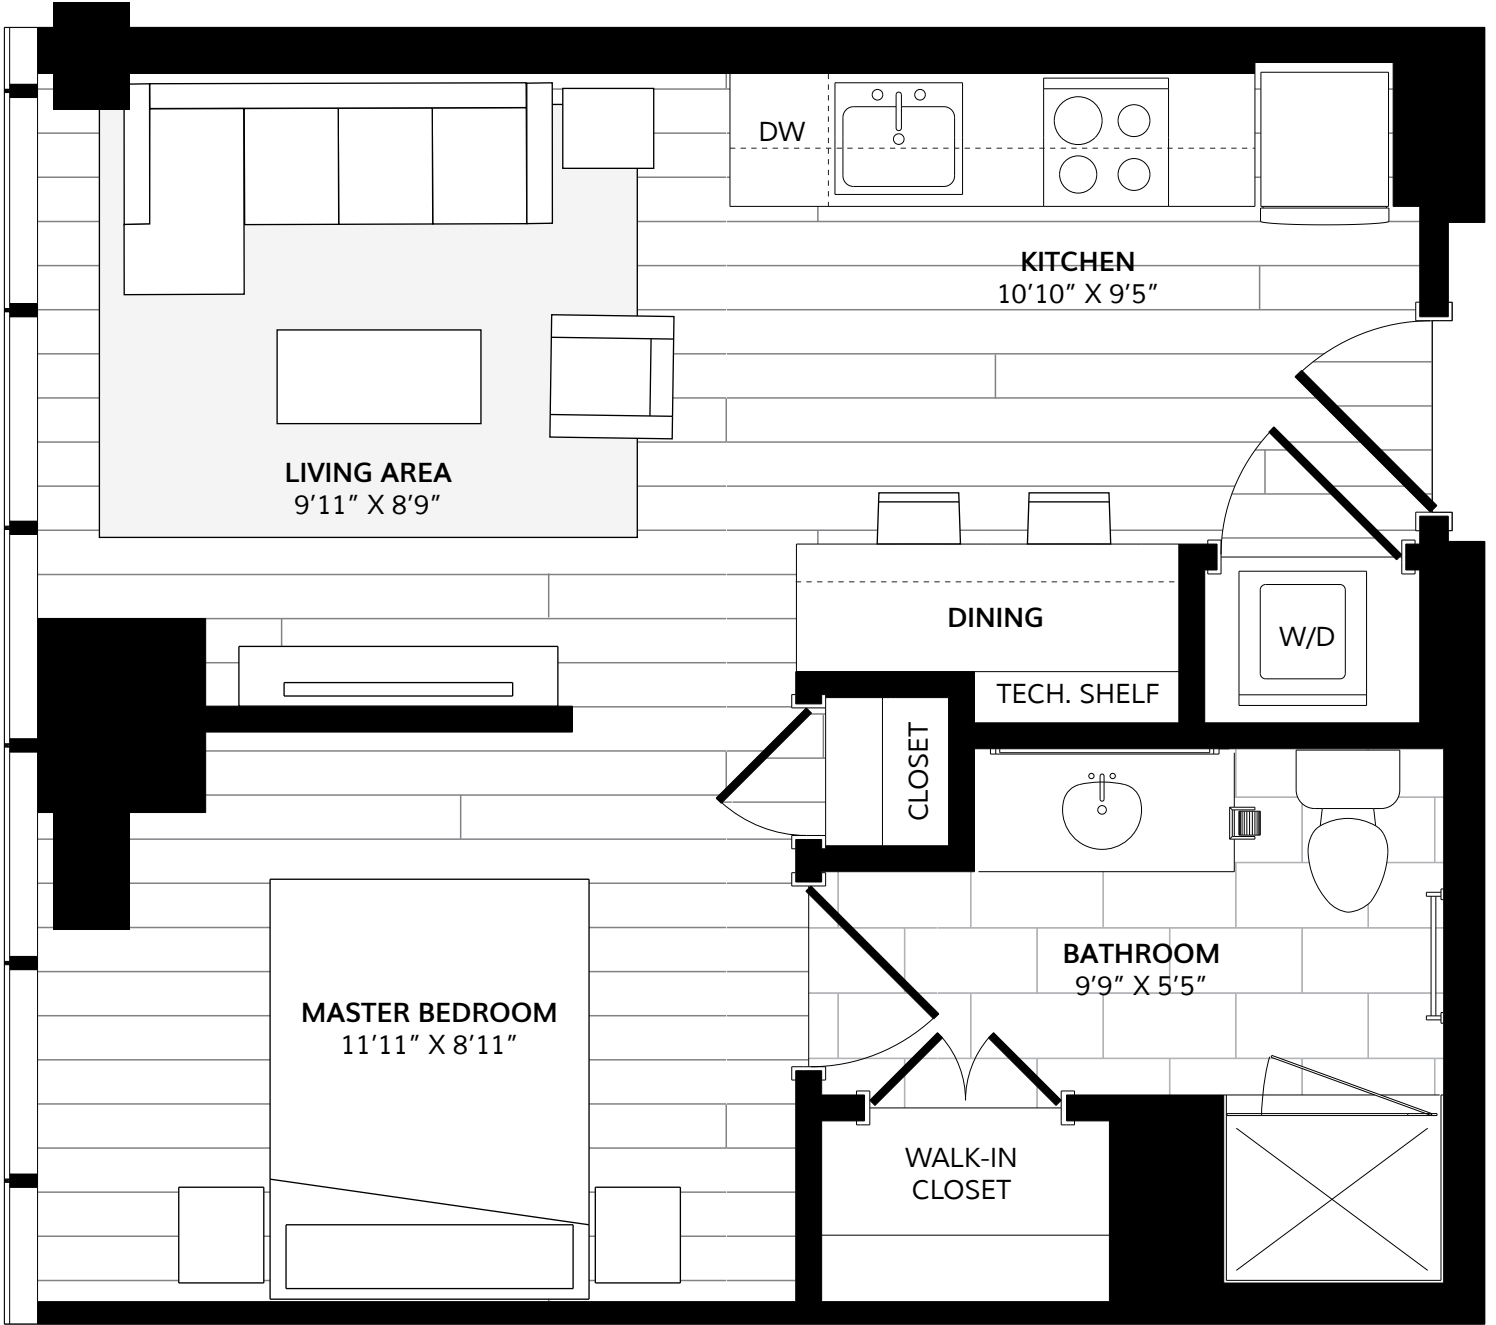 DW
KITCHEN
10’10” X 9’5”
LIVING AREA
9’11” X 8’9”
DINING
W/D
TECH. SHELF
CLOSET
BATHROOM
9’9” X 5’5”
MASTER BEDROOM
11’11” X 8’11”
WALK-IN
CLOSET